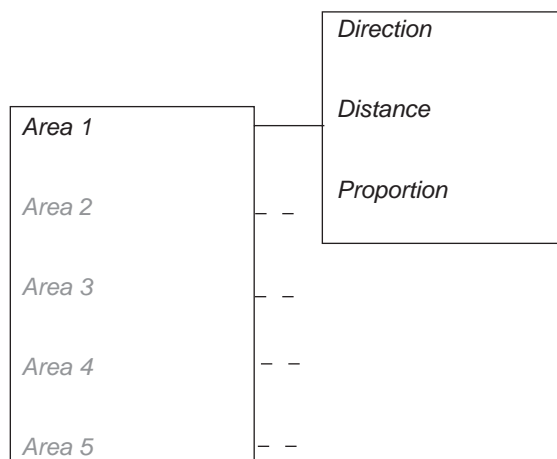 Direction
Distance
Proportion
Area 1
Area 2
Area 3
Area 4
Area 5